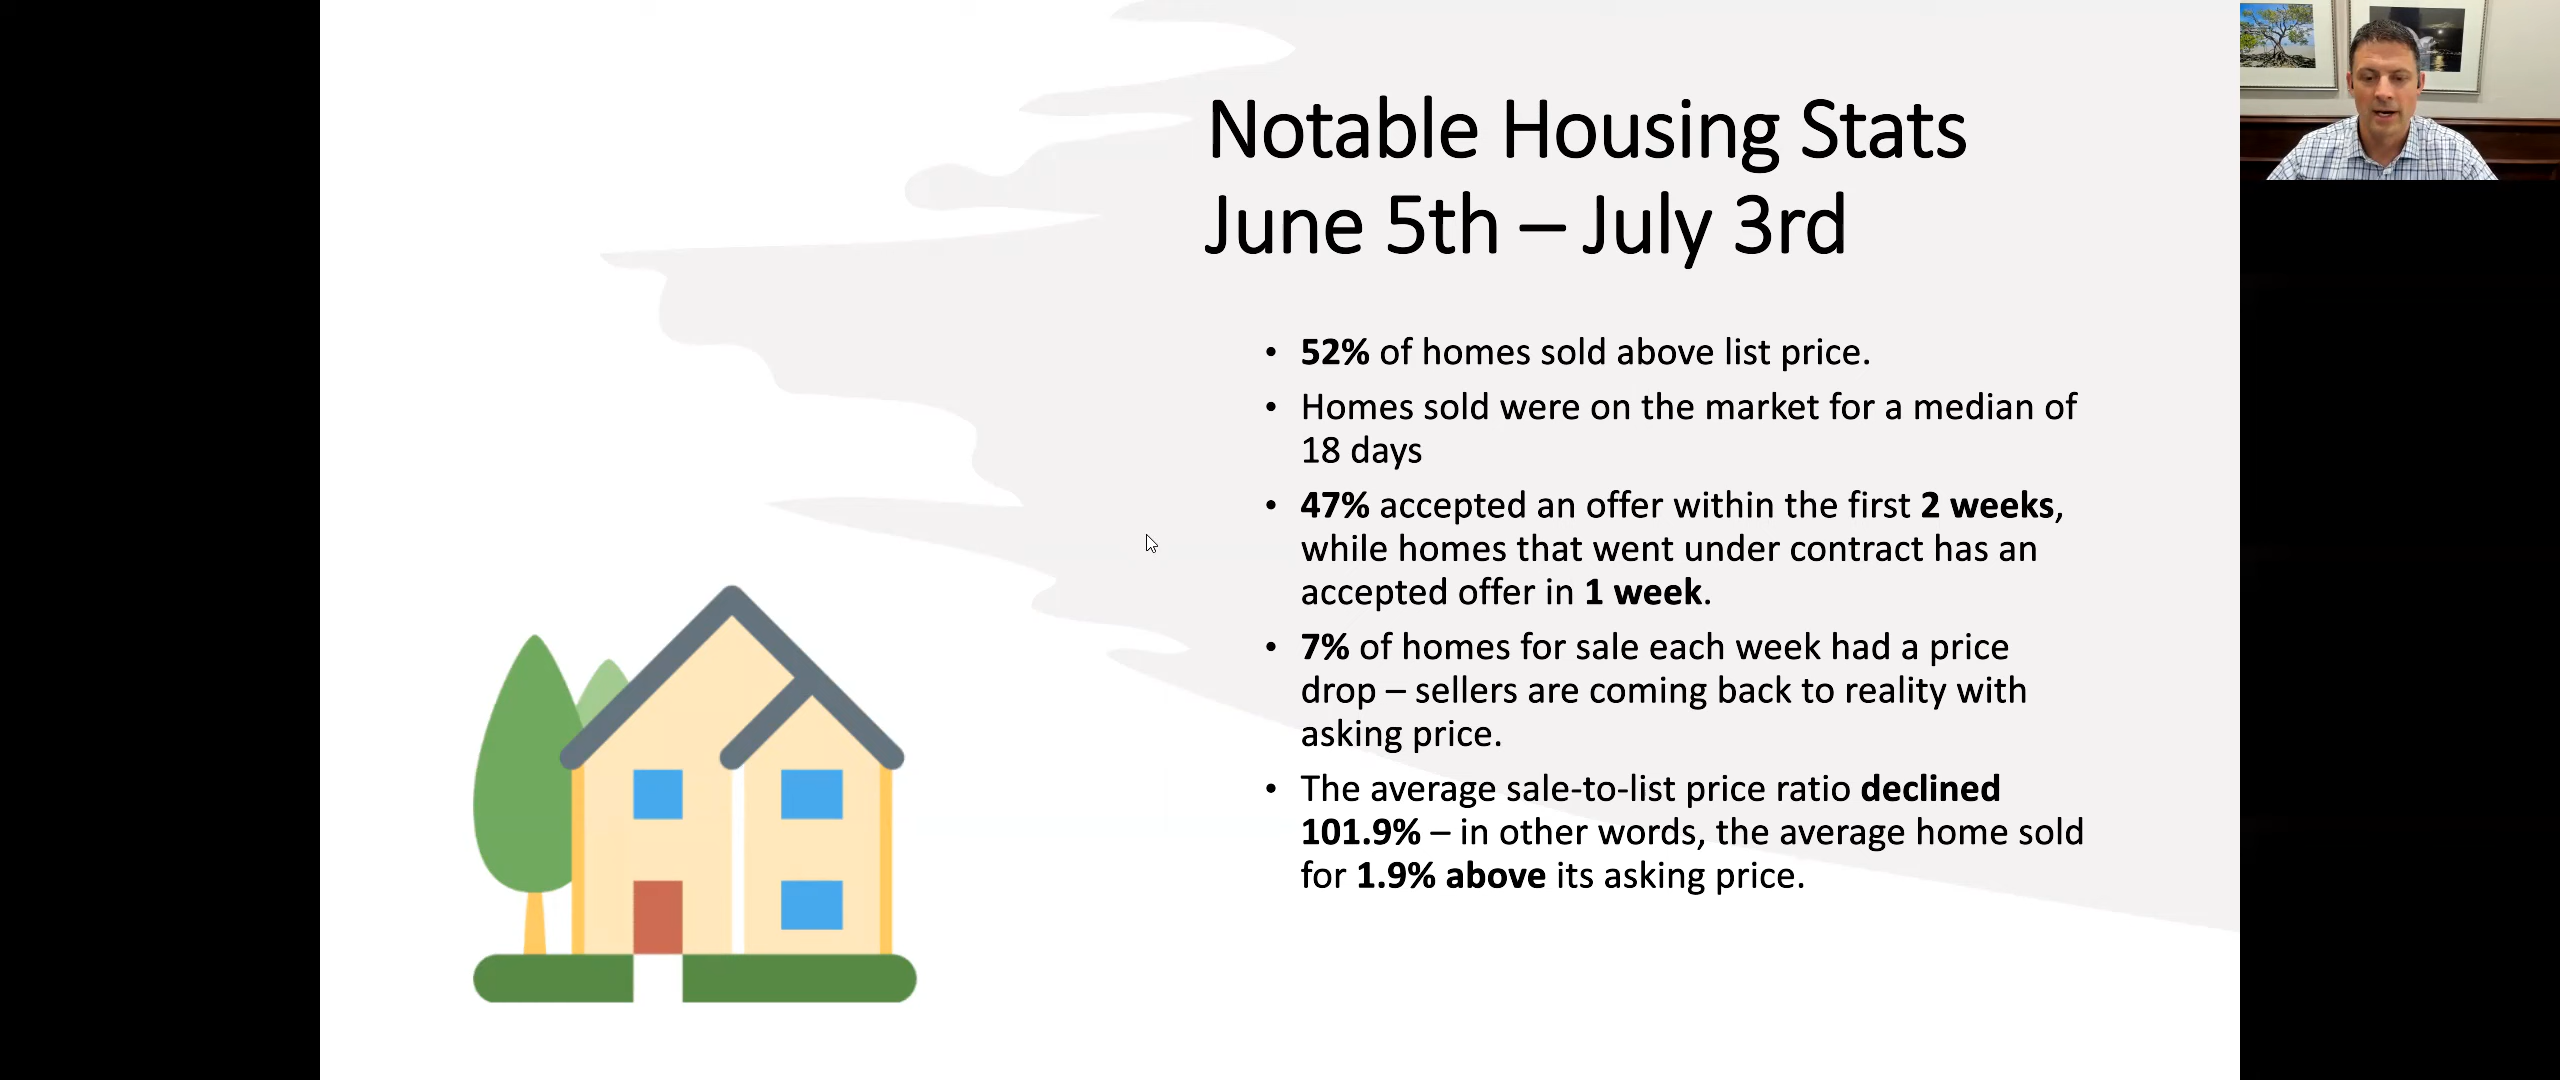 Notable Housing Stats
June 5th – July 3rd
• 52% of homes sold above list price.
• Homes sold were on the market for a median of
18 days
• 47% accepted an offer within the first 2 weeks,
while homes that went under contract has an
accepted offer in 1 week.
• 7% of homes for sale each week had a price
drop – sellers are coming back to reality with
asking price.
• The average sale-to-list price ratio declined
101.9% – in other words, the average home sold
for 1.9% above its asking price.